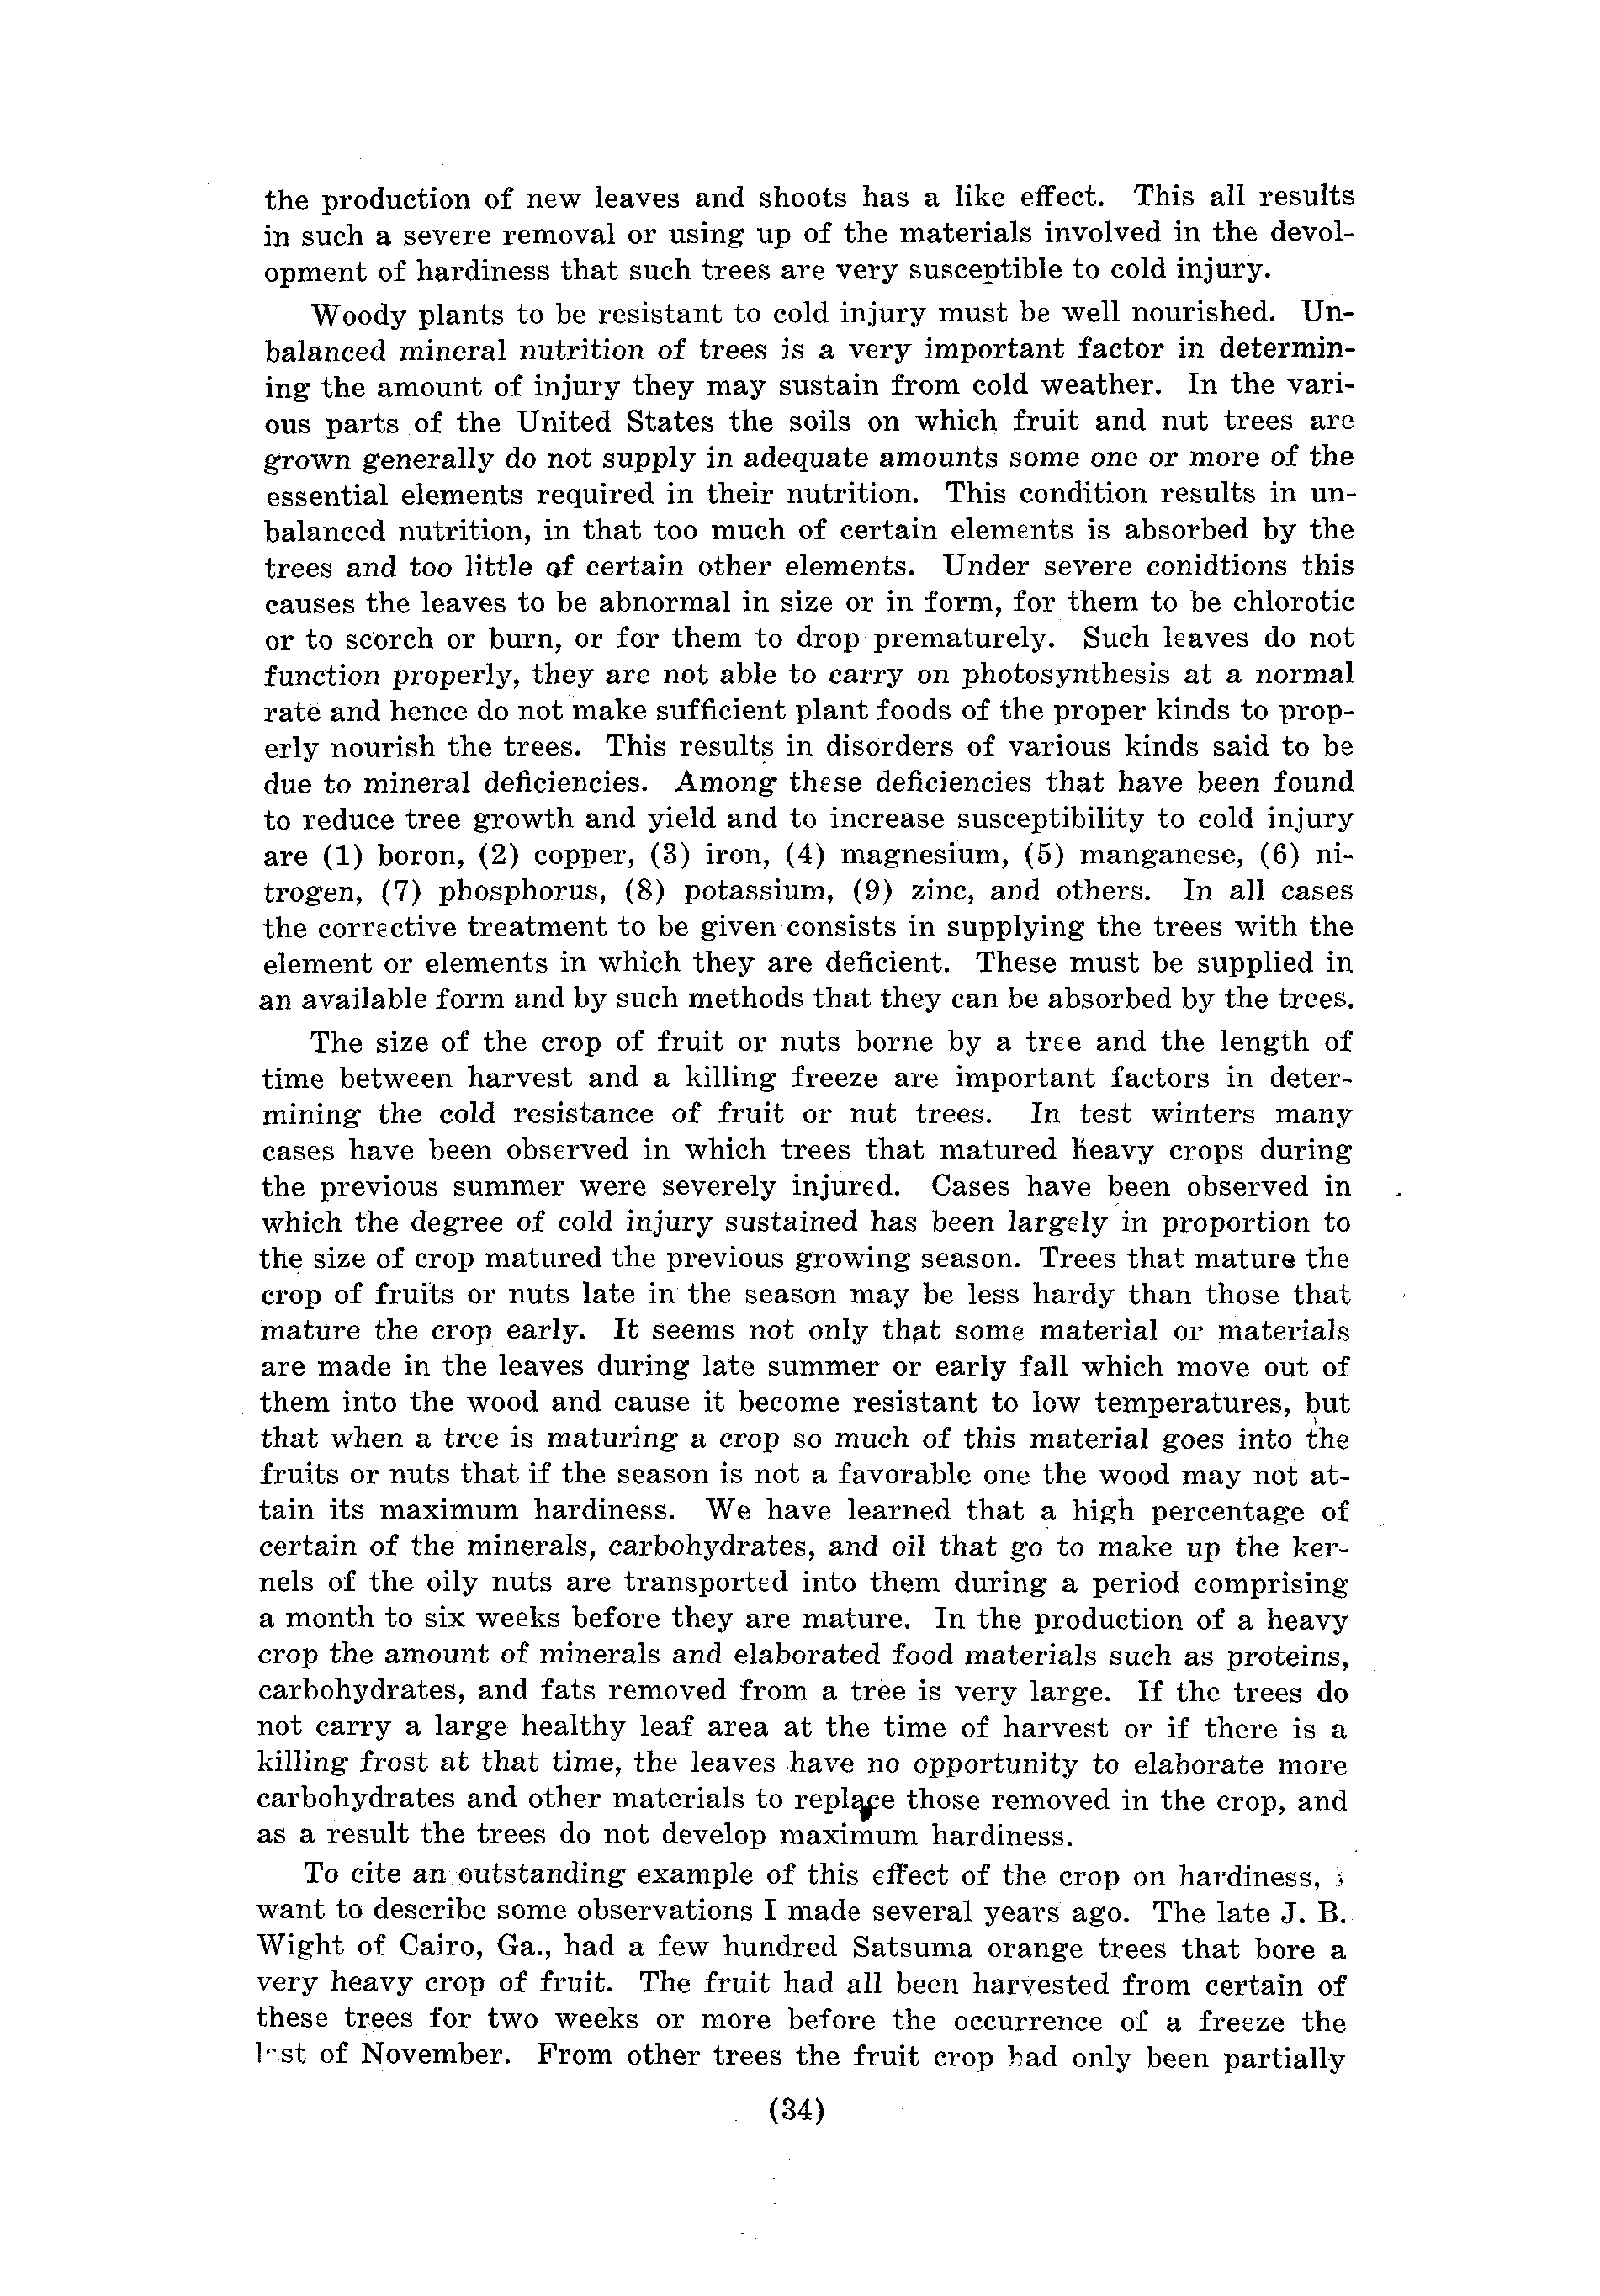 the production of new leaves and shoots has a like effect. This all results
in such a severe removal or using up of the materials involved in the devol-
opment of hardiness that such trees are very susceptible to cold injury.
Woody plants to be resistant to cold injury must be well nourished. Un-
balanced mineral nutrition of trees is a very important factor in determin-
ing the amount of injury they may sustain from cold weather. In the vari-
ous parts of the United States the soils on which fruit and nut trees are
grown generally do not supply in adequate amounts some one or more of the
essential elements required in their nutrition. This condition results in un-
balanced nutrition, in that too much of certain elements is absorbed by the
trees and too little of certain other elements. Under severe conidtions this
causes the leaves to be abnormal in size or in form, for them to be chlorotic
or to scorch or burn, or for them to drop prematurely. Such leaves do not
function properly, they are not able to carry on photosynthesis at a normal
rate and hence do not make sufficient plant foods of the proper kinds to prop-
erly nourish the trees. This results in disorders of various kinds said to be
due to mineral deficiencies. Among these deficiencies that have been found
to reduce tree growth and yield and to increase susceptibility to cold injury
are (1) boron, (2) copper, (3) iron, (4) magnesium, (5) manganese, (6) ni-
trogen, (7) phosphorus, (8) potassium, (9) zinc, and others. In all cases
the corrective treatment to be given consists in supplying the trees with the
element or elements in which they are deficient. These must be supplied in
an available form and by such methods that they can be absorbed by the trees.
The size of the crop of fruit or nuts borne by a tree and the length of
time between harvest and a killing freeze are important factors in deter-
mining the cold resistance of fruit or nut trees. In test winters many
cases have been observed in which trees that matured heavy crops during
the previous summer were severely injured. Cases have been observed in
which the degree of cold injury sustained has been largely in proportion to
the size of crop matured the previous growing season. Trees that mature the
crop of fruits or nuts late in the season may be less hardy than those that
mature the crop early. It seems not only that some material or materials
are made in the leaves during late summer or early fall which move out of
them into the wood and cause it become resistant to low temperatures, but
that when a tree is maturing a crop so much of this material goes into the
fruits or nuts that if the season is not a favorable one the wood may not at-
tain its maximum hardiness. We have learned that a high percentage of
certain of the minerals, carbohydrates, and oil that go to make up the ker-
nels of the oily nuts are transported into them during a period comprising
a month to six weeks before they are mature. In the production of a heavy
crop the amount of minerals and elaborated food materials such as proteins,
carbohydrates, and fats removed from a tree is very large. If the trees do
not carry a large healthy leaf area at the time of harvest or if there is a
killing frost at that time, the leaves have no opportunity to elaborate more
carbohydrates and other materials to replace those removed in the crop, and
as a result the trees do not develop maximum hardiness.
To cite an outstanding example of this effect of the crop on hardiness,
want to describe some observations I made several years ago. The late J. B.
Wight of Cairo, Ga., had a few hundred Satsuma orange trees that bore a
very heavy crop of fruit. The fruit had all been harvested from certain of
these trees for two weeks or more before the occurrence of a freeze the
last of November. From other trees the fruit crop had only been partially
(34)